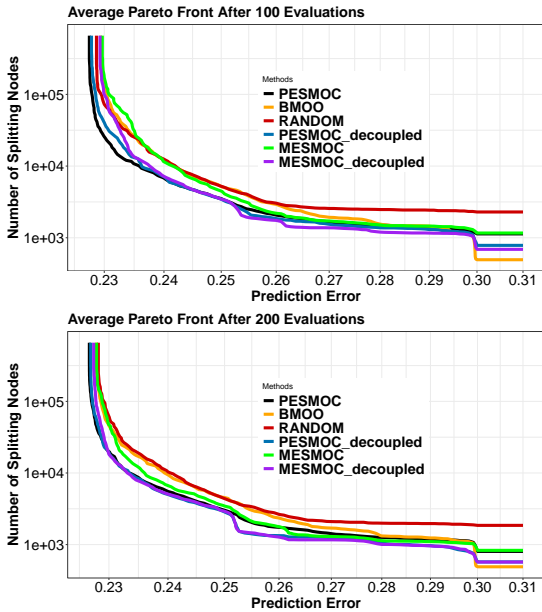 Average Pareto Front After 100 Evaluations
Number of Splitting Nodes
1e+05
1e+04
1e+03
Methods
PESMOC
BMOO
RANDOM
PESMOC_decoupled
MESMOC
MESMOC_decoupled
0.23 0.24 0.25 0.26 0.27 0.28 0.29 0.30 0.31
Prediction Error
Average Pareto Front After 200 Evaluations
Number of Splitting Nodes
1e+05
1e+04
1e+03
Methods
PESMOC
BMOO
RANDOM
PESMOC_decoupled
MESMOC
MESMOC_decoupled
0.23 0.24 0.25 0.26 0.27 0.28 0.29 0.30 0.31
Prediction Error